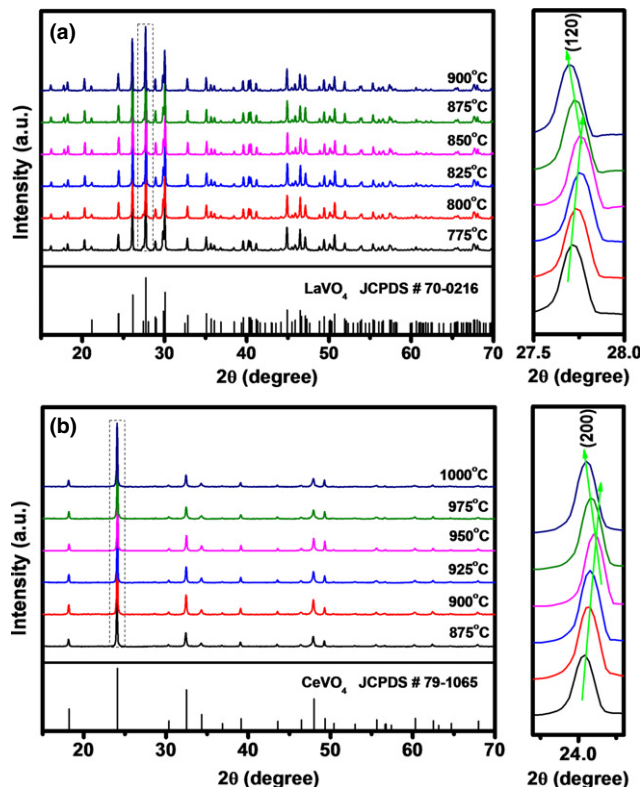 (a)
Intensity (a.u.)
900°C
875°C
850°C
825°C
800°C
775°C
LaVO₄ JCPDS # 70-0216
20 30 40 50 60 70
2θ (degree)
(120)
27.5 28.0
2θ (degree)
(b)
Intensity (a.u.)
1000°C
975°C
950°C
925°C
900°C
875°C
CeVO₄ JCPDS # 79-1065
20 30 40 50 60 70
2θ (degree)
(200)
24.0
2θ (degree)